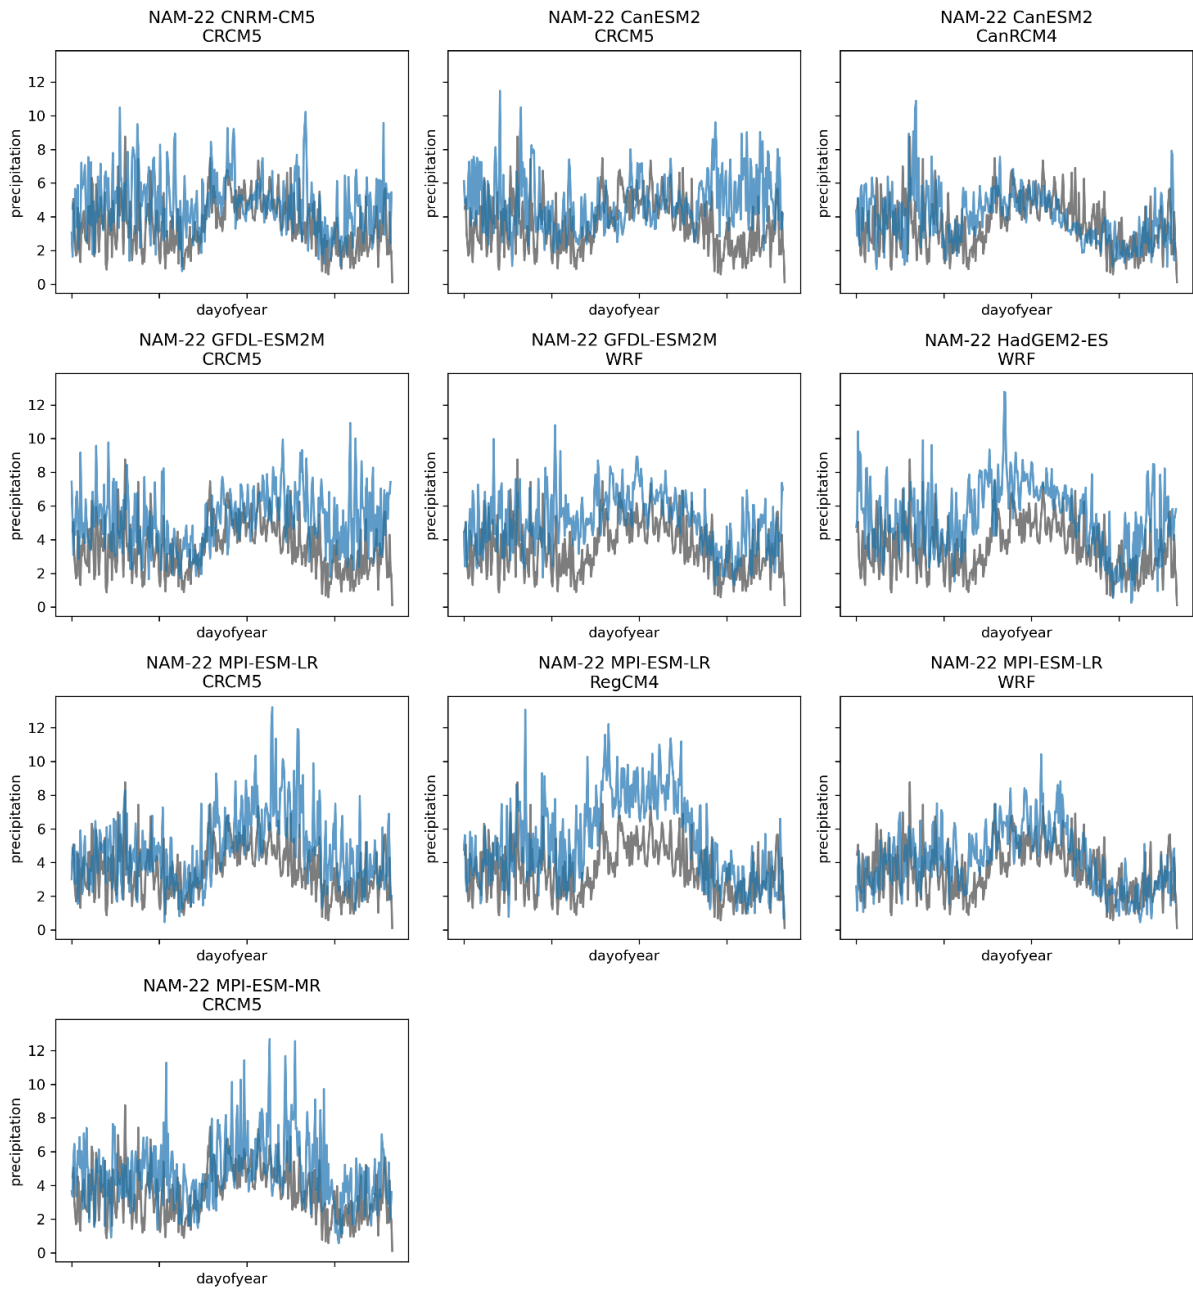 NAM-22 CNRM-CM5
CRCM5
NAM-22 CanESM2
CRCM5
NAM-22 CanESM2
CanRCM4
precipitation
12
10
8
6
4
2
0
dayofyear
precipitation
dayofyear
precipitation
dayofyear
NAM-22 GFDL-ESM2M
CRCM5
NAM-22 GFDL-ESM2M
WRF
NAM-22 HadGEM2-ES
WRF
precipitation
12
10
8
6
4
2
0
dayofyear
precipitation
dayofyear
precipitation
dayofyear
NAM-22 MPI-ESM-LR
CRCM5
NAM-22 MPI-ESM-LR
RegCM4
NAM-22 MPI-ESM-LR
WRF
precipitation
12
10
8
6
4
2
0
dayofyear
precipitation
dayofyear
precipitation
dayofyear
NAM-22 MPI-ESM-MR
CRCM5
precipitation
12
10
8
6
4
2
0
dayofyear